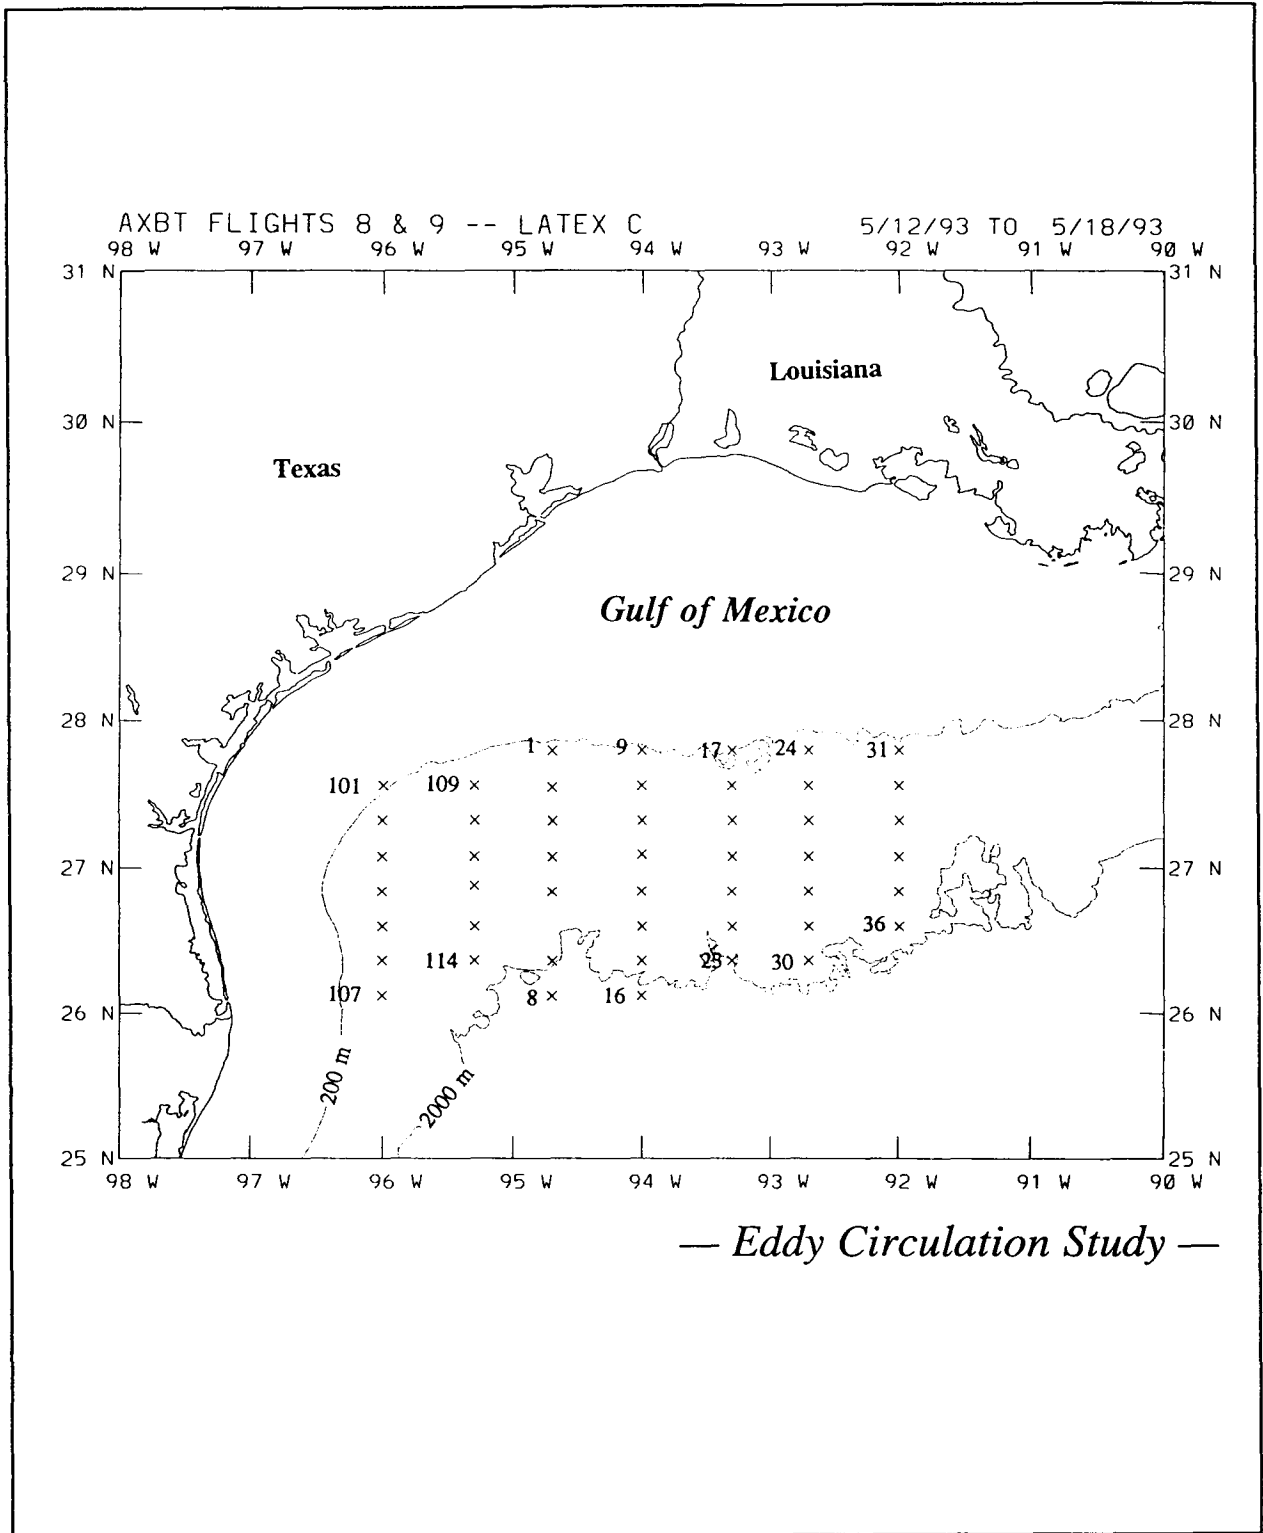 AXBT FLIGHTS 8 & 9 -- LATEX C 5/12/93 TO 5/18/93
98 W 97 W 96 W 95 W 94 W 93 W 92 W 91 W 90 W
31 N 31 N
Louisiana
30 N 30 N
Texas
29 N 29 N
Gulf of Mexico
28 N 28 N
1 9 17 24 31
101 109
27 N 27 N
36
114 23 30
107 8 16
26 N 26 N
200 m
2000 m
25 N 25 N
98 W 97 W 96 W 95 W 94 W 93 W 92 W 91 W 90 W
— Eddy Circulation Study —